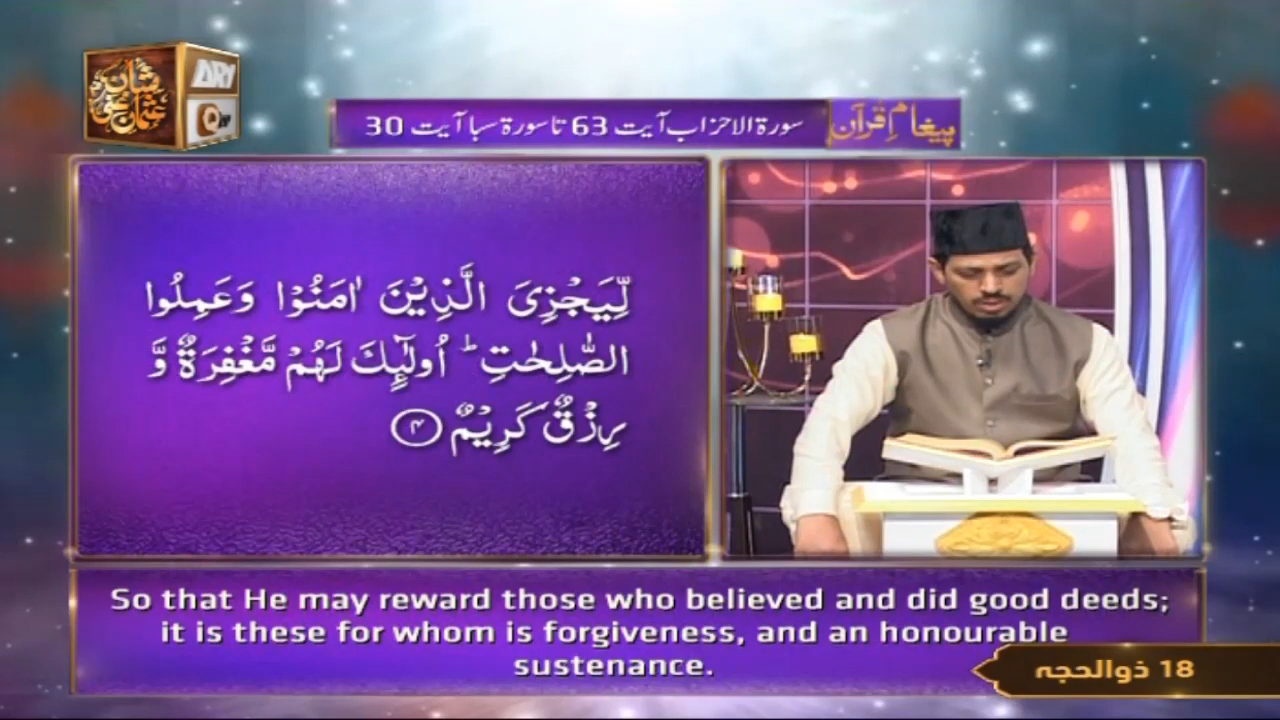 شان
عثمان غنی
ARY
Qtv
پیغامِ قرآن
سورۃ الاحزاب آیت 63 تا سورۃ سبا آیت 30
لِّیَجْزِیَ الَّذِیْنَ اٰمَنُوْا وَعَمِلُوا
الصّٰلِحٰتِ ؕ اُولٰٓئِكَ لَهُمْ مَّغْفِرَةٌ وَّ
رِزْقٌ كَرِیْمٌ ۝۴
So that He may reward those who believed and did good deeds;
it is these for whom is forgiveness, and an honourable
sustenance.
18 ذوالحجہ